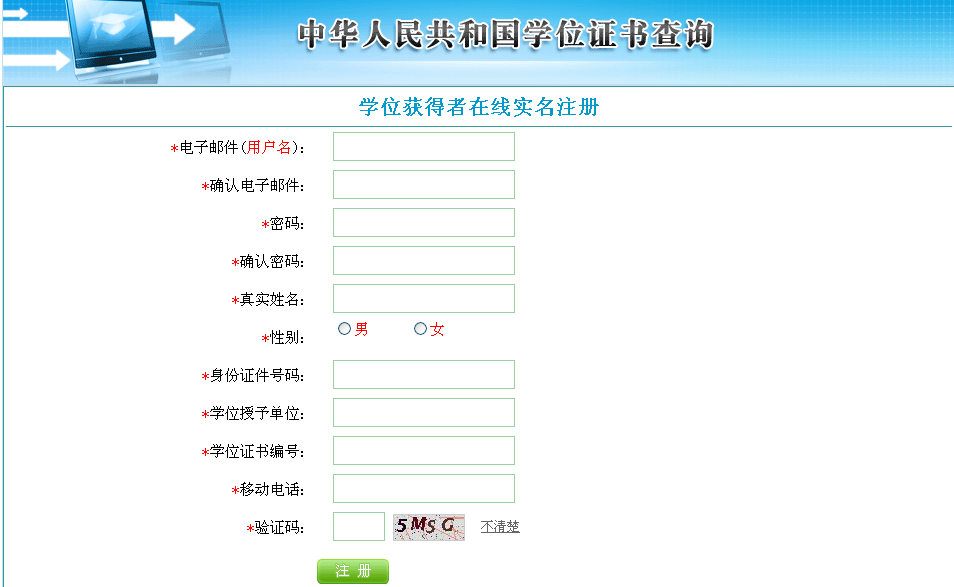 中华人民共和国学位证书查询
学位获得者在线实名注册
*电子邮件(用户名):
*确认电子邮件:
*密码:
*确认密码:
*真实姓名:
*性别: 男 女
*身份证件号码:
*学位授予单位:
*学位证书编号:
*移动电话:
*验证码: 5MSG 不清楚
注 册